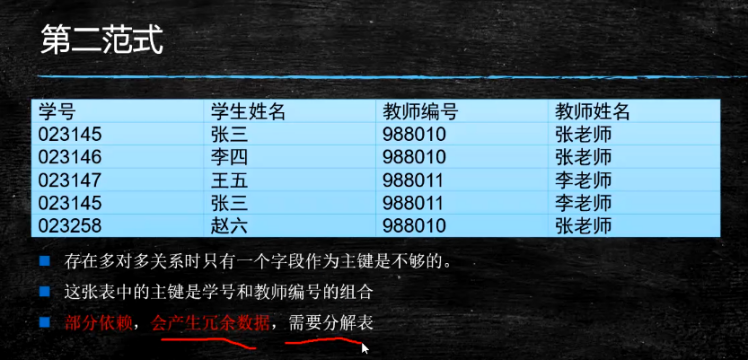 第二范式
学号 学生姓名 教师编号 教师姓名
023145 张三 988010 张老师
023146 李四 988010 张老师
023147 王五 988011 李老师
023145 张三 988011 李老师
023258 赵六 988010 张老师
存在多对多关系时只有一个字段作为主键是不够的。
这张表中的主键是学号和教师编号的组合
部分依赖，会产生冗余数据，需要分解表